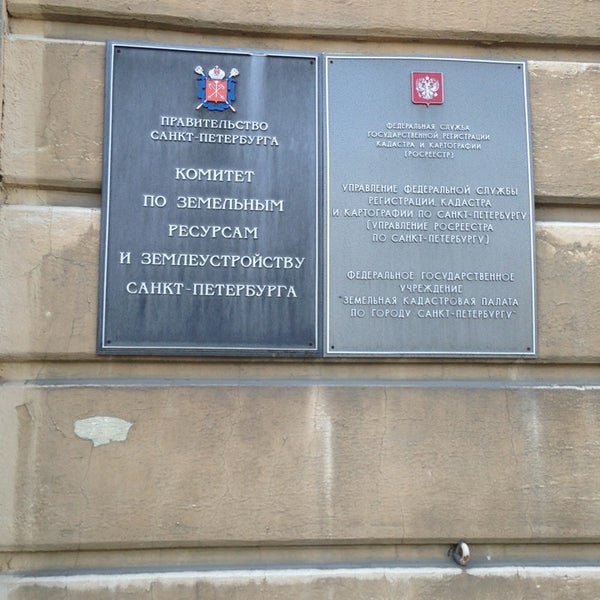 ПРАВИТЕЛЬСТВО
САНКТ-ПЕТЕРБУРГА
КОМИТЕТ
ПО ЗЕМЕЛЬНЫМ
РЕСУРСАМ
И ЗЕМЛЕУСТРОЙСТВУ
САНКТ-ПЕТЕРБУРГА
ФЕДЕРАЛЬНАЯ СЛУЖБА
ГОСУДАРСТВЕННОЙ РЕГИСТРАЦИИ
КАДАСТРА И КАРТОГРАФИИ
(РОСРЕЕСТР)
УПРАВЛЕНИЕ ФЕДЕРАЛЬНОЙ СЛУЖБЫ
РЕГИСТРАЦИИ, КАДАСТРА
И КАРТОГРАФИИ ПО САНКТ-ПЕТЕРБУРГУ
(УПРАВЛЕНИЕ РОСРЕЕСТРА
ПО САНКТ-ПЕТЕРБУРГУ)
ФЕДЕРАЛЬНОЕ ГОСУДАРСТВЕННОЕ
УЧРЕЖДЕНИЕ
"ЗЕМЕЛЬНАЯ КАДАСТРОВАЯ ПАЛАТА
ПО ГОРОДУ САНКТ-ПЕТЕРБУРГУ"